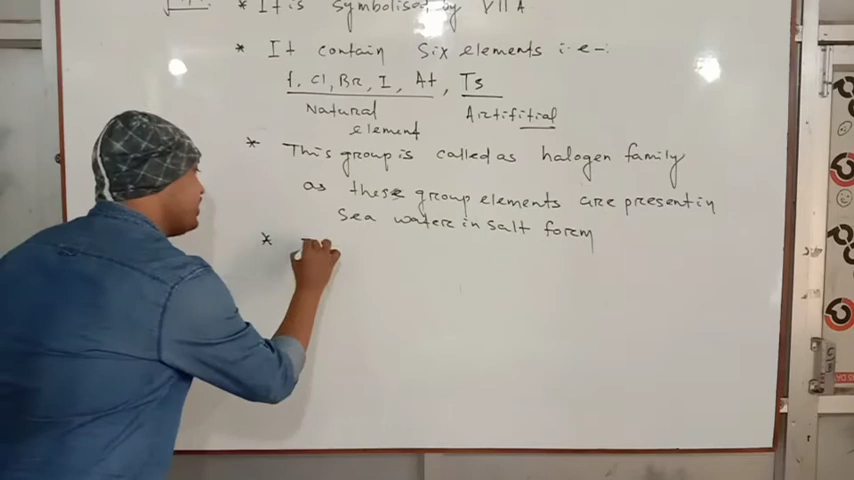 * It is symbolised by VII A
* It contain Six elements i.e-:
f, Cl, Br, I, At, Ts
Natural Artifitial
element
* This group is called as halogen family
as these group elements are present in
Sea water in salt form
*